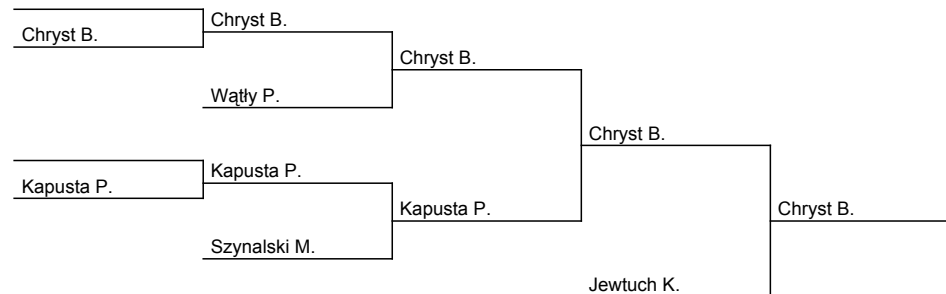 Chryst B.
Chryst B.
Chryst B.
Wątły P.
Chryst B.
Kapusta P.
Kapusta P.
Kapusta P.
Chryst B.
Szynalski M.
Jewtuch K.